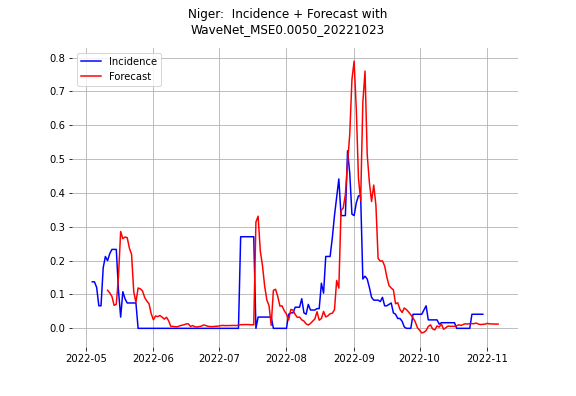 Niger:  Incidence + Forecast with
WaveNet_MSE0.0050_20221023
Incidence
Forecast
0.8
0.7
0.6
0.5
0.4
0.3
0.2
0.1
0.0
2022-05 2022-06 2022-07 2022-08 2022-09 2022-10 2022-11